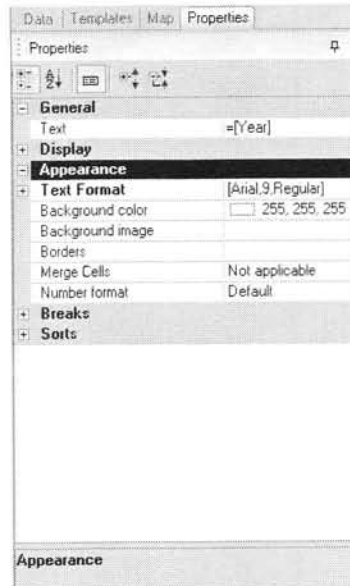 Data Templates Map Properties
Properties
General
Text =[Year]
Display
Appearance
Text Format [Arial,9,Regular]
Background color 255, 255, 255
Background image
Borders
Merge Cells Not applicable
Number format Default
Breaks
Sorts
Appearance